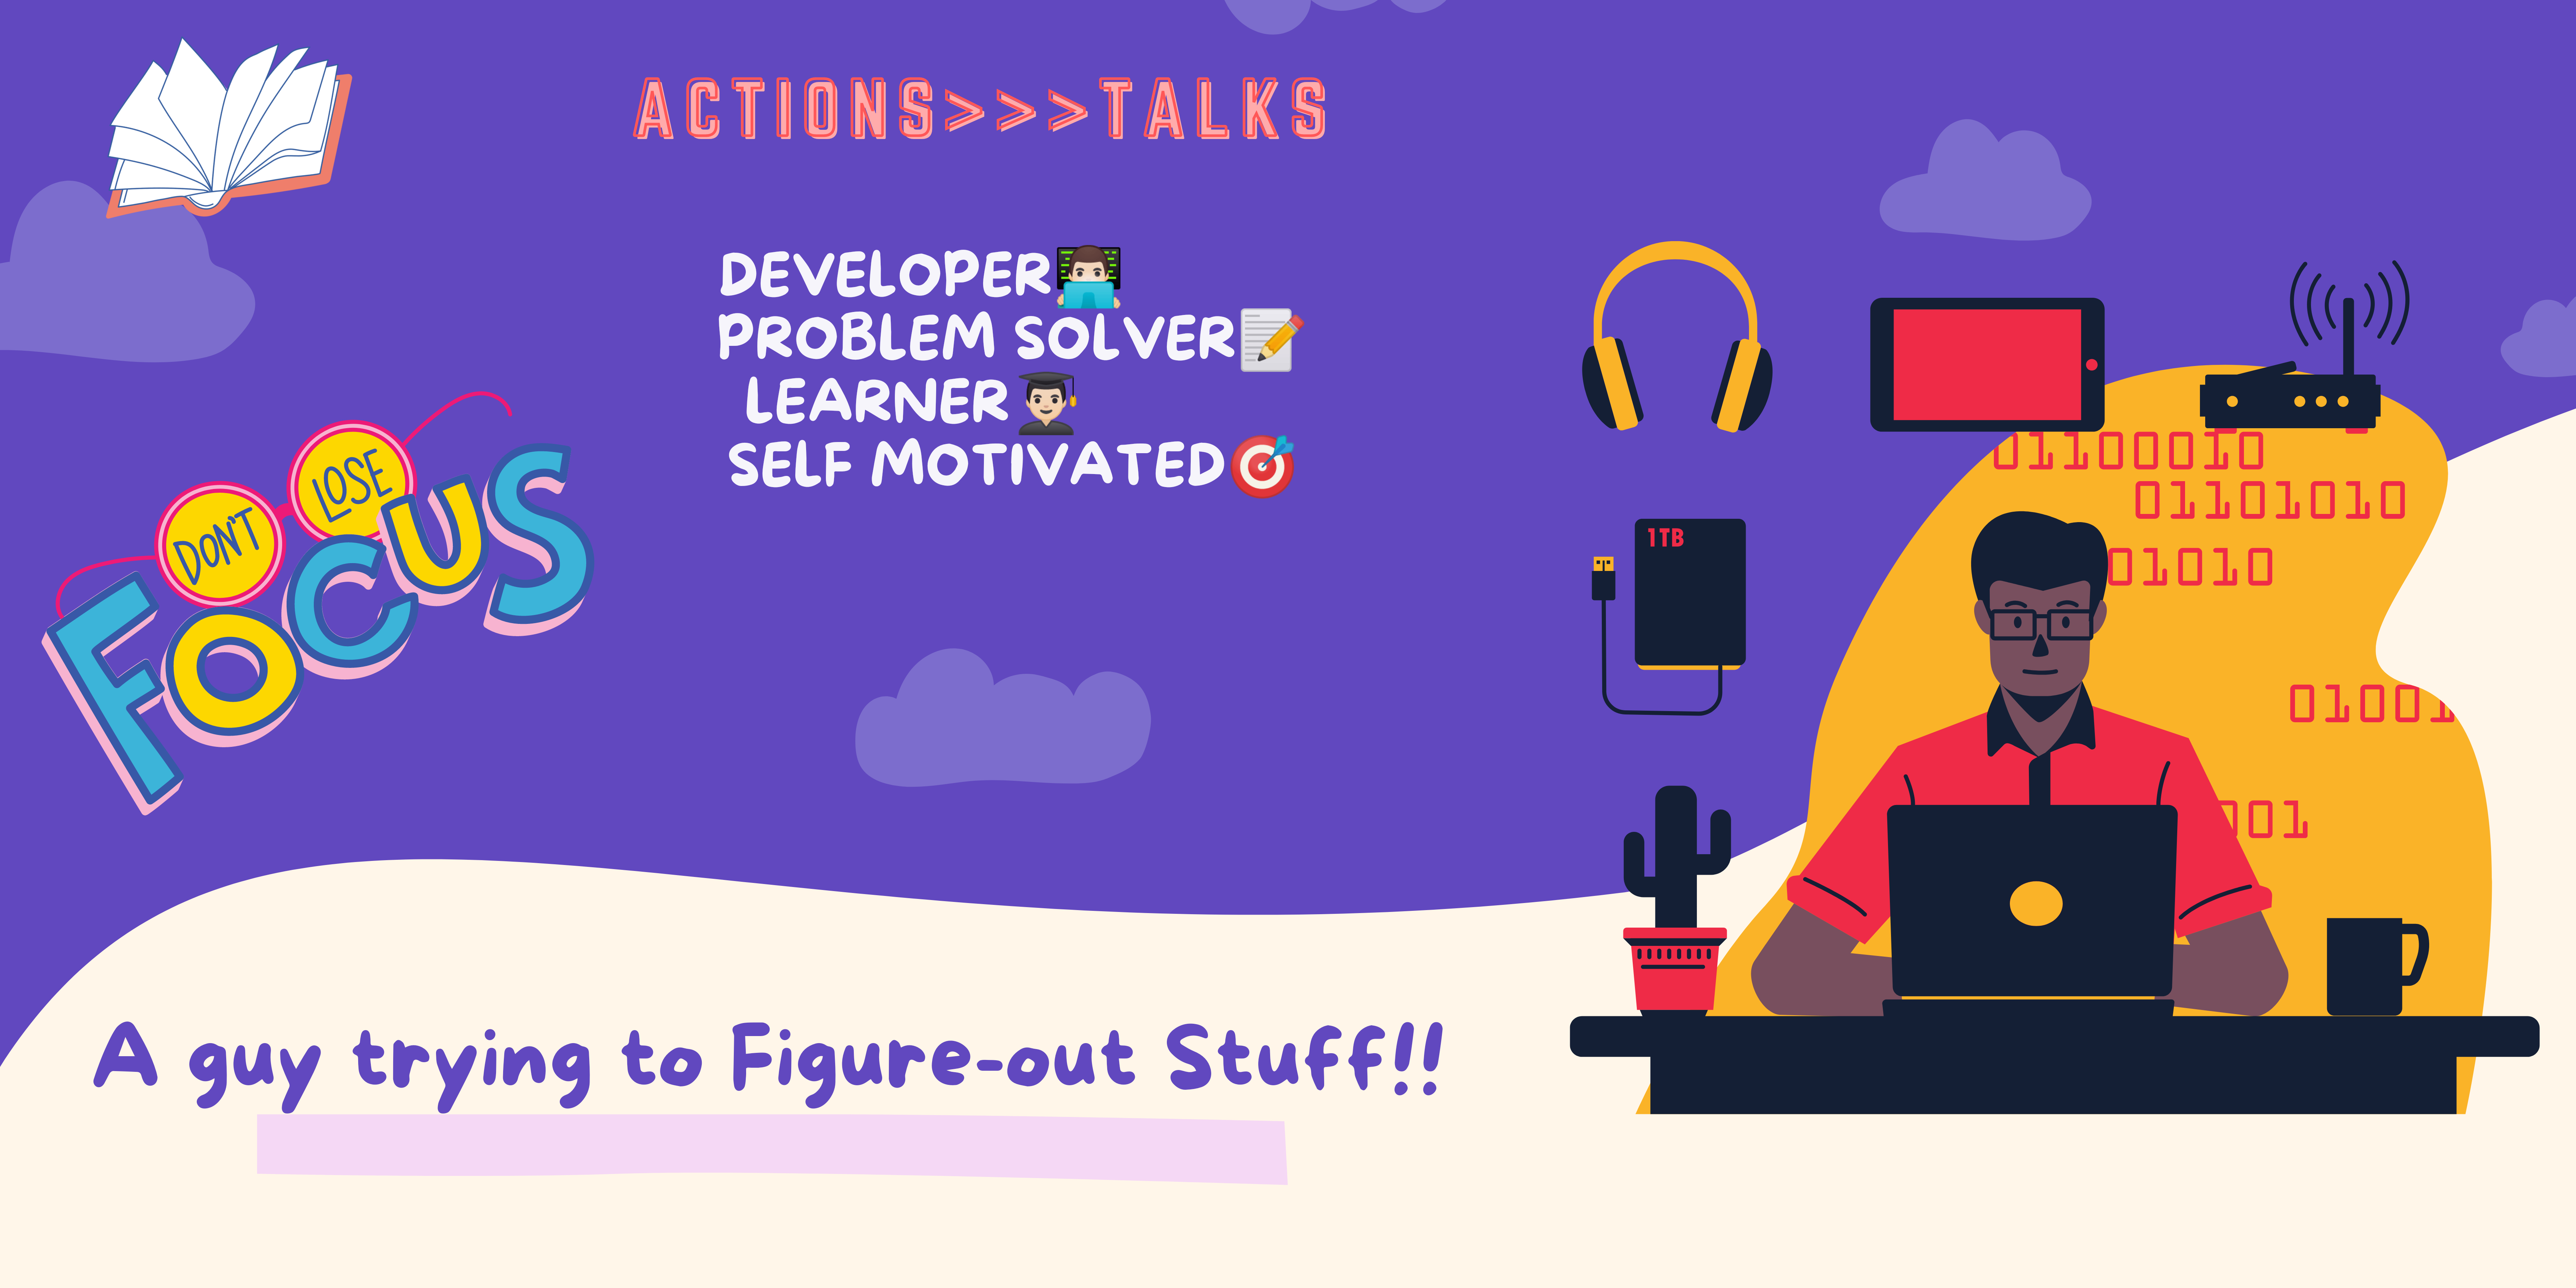 ACTIONS>>>TALKS
DEVELOPER👨🏻‍💻
PROBLEM SOLVER📝
LEARNER👨🏻‍🎓
SELF MOTIVATED🎯
DON'T LOSE
FOCUS
01100010
01101010
01010
1TB
01001
001
A guy trying to Figure-out Stuff!!